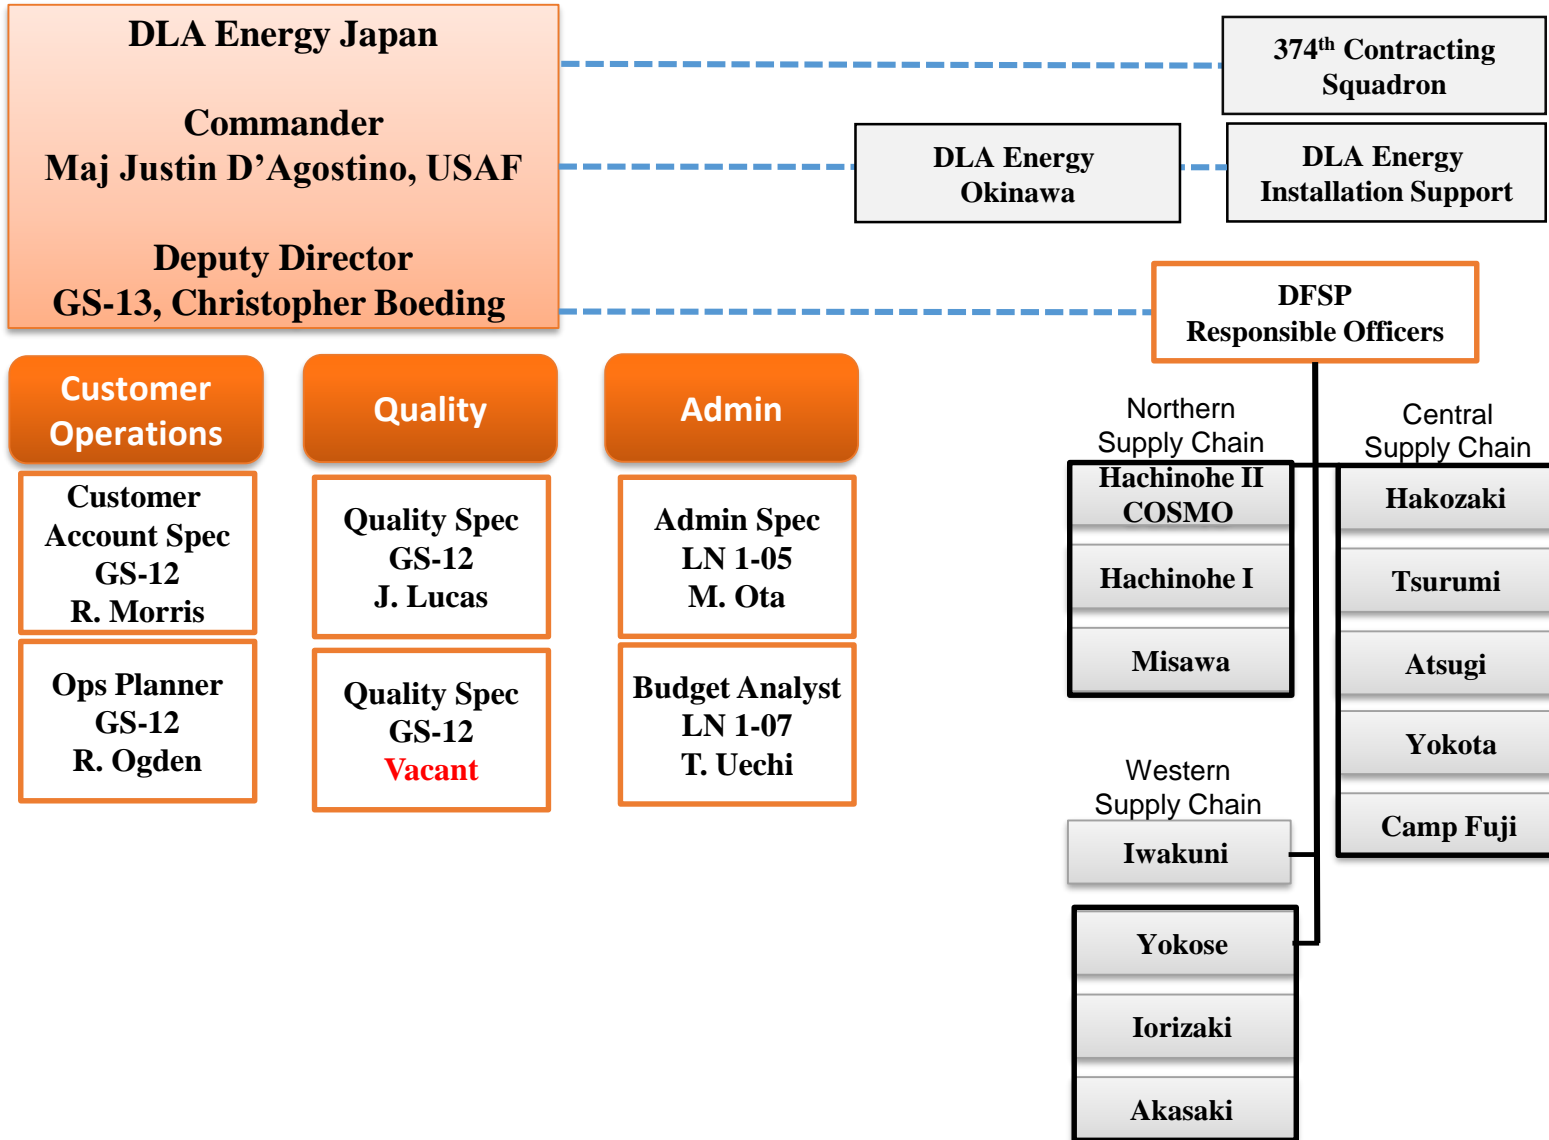 DLA Energy Japan
Commander
Maj Justin D’Agostino, USAF
Deputy Director
GS-13, Christopher Boeding
374th Contracting
Squadron
DLA Energy
Okinawa
DLA Energy
Installation Support
DFSP
Responsible Officers
Customer
Operations
Customer
Account Spec
GS-12
R. Morris
Ops Planner
GS-12
R. Ogden
Quality
Quality Spec
GS-12
J. Lucas
Quality Spec
GS-12
Vacant
Admin
Admin Spec
LN 1-05
M. Ota
Budget Analyst
LN 1-07
T. Uechi
Northern
Supply Chain
Hachinohe II
COSMO
Hachinohe I
Misawa
Central
Supply Chain
Hakozaki
Tsurumi
Atsugi
Yokota
Camp Fuji
Western
Supply Chain
Iwakuni
Yokose
Iorizaki
Akasaki